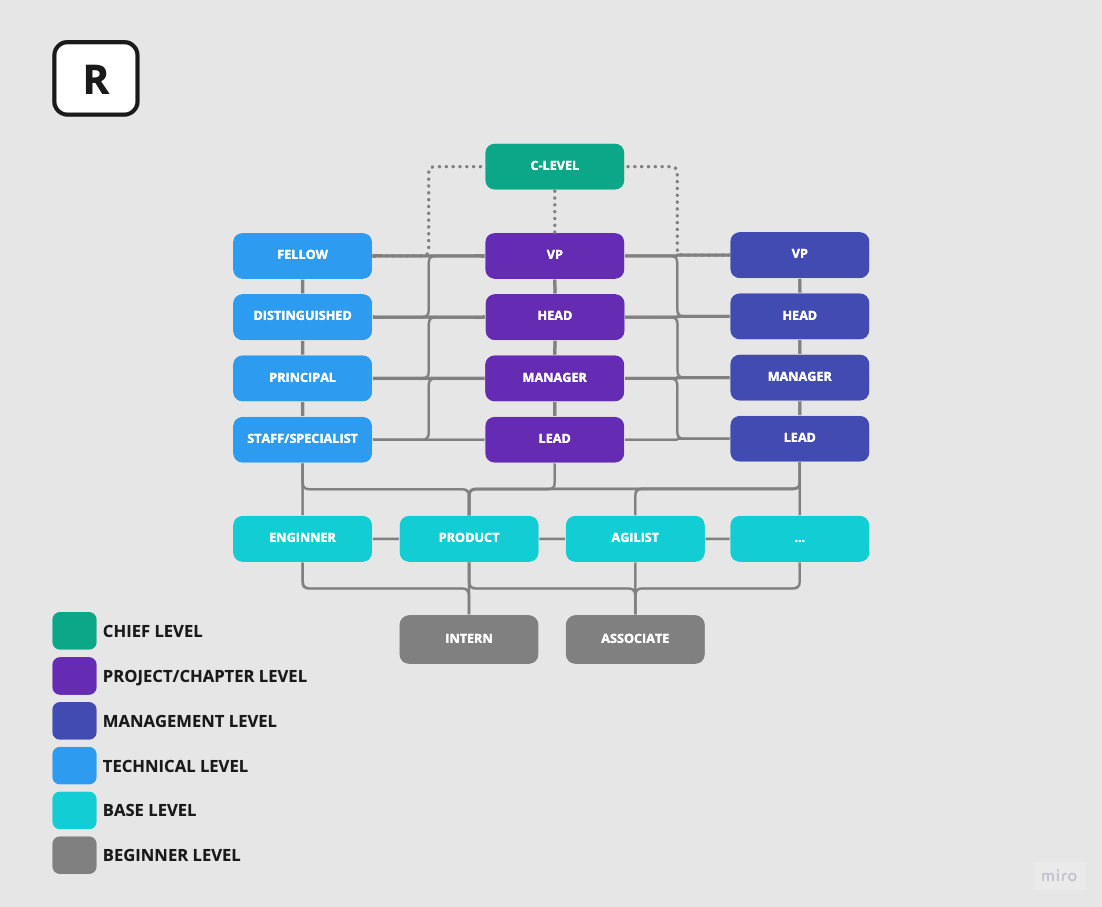 R
C-LEVEL
FELLOW
VP
VP
DISTINGUISHED
HEAD
HEAD
PRINCIPAL
MANAGER
MANAGER
STAFF/SPECIALIST
LEAD
LEAD
ENGINNER
PRODUCT
AGILIST
...
INTERN
ASSOCIATE
CHIEF LEVEL
PROJECT/CHAPTER LEVEL
MANAGEMENT LEVEL
TECHNICAL LEVEL
BASE LEVEL
BEGINNER LEVEL
miro